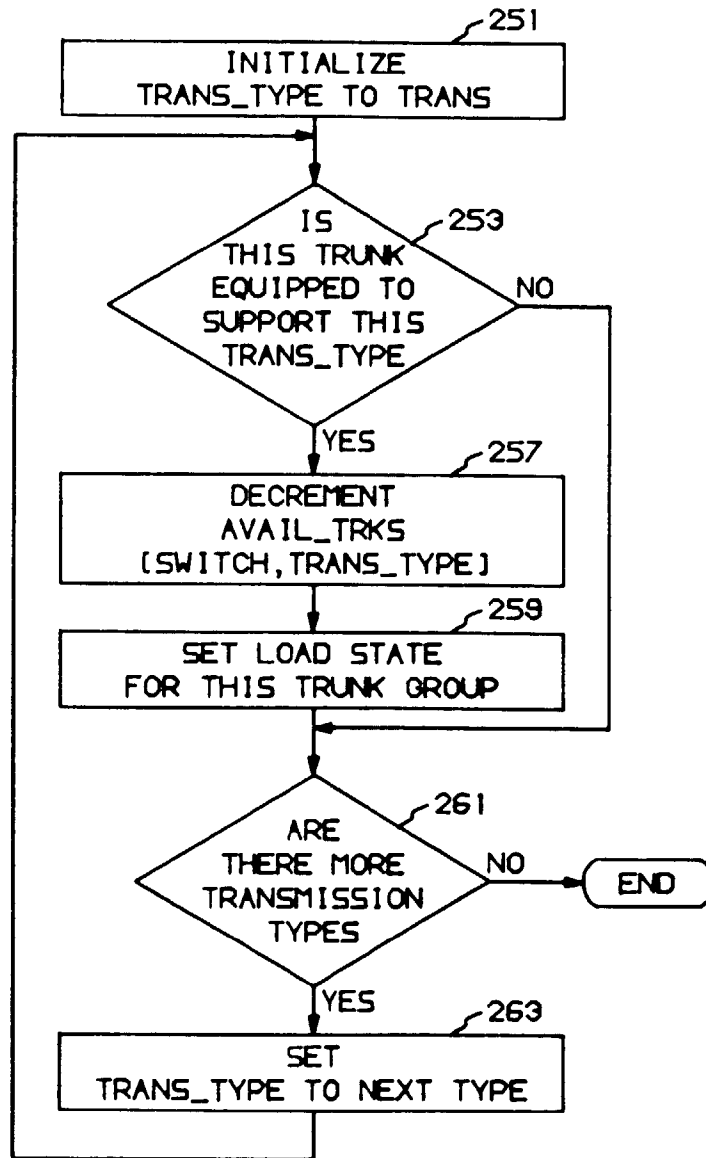 251
INITIALIZE
TRANS_TYPE TO TRANS
253
IS
THIS TRUNK
EQUIPPED TO
SUPPORT THIS
TRANS_TYPE
NO
YES
257
DECREMENT
AVAIL_TRKS
[SWITCH,TRANS_TYPE]
259
SET LOAD STATE
FOR THIS TRUNK GROUP
261
ARE
THERE MORE
TRANSMISSION
TYPES
NO
END
YES
263
SET
TRANS_TYPE TO NEXT TYPE